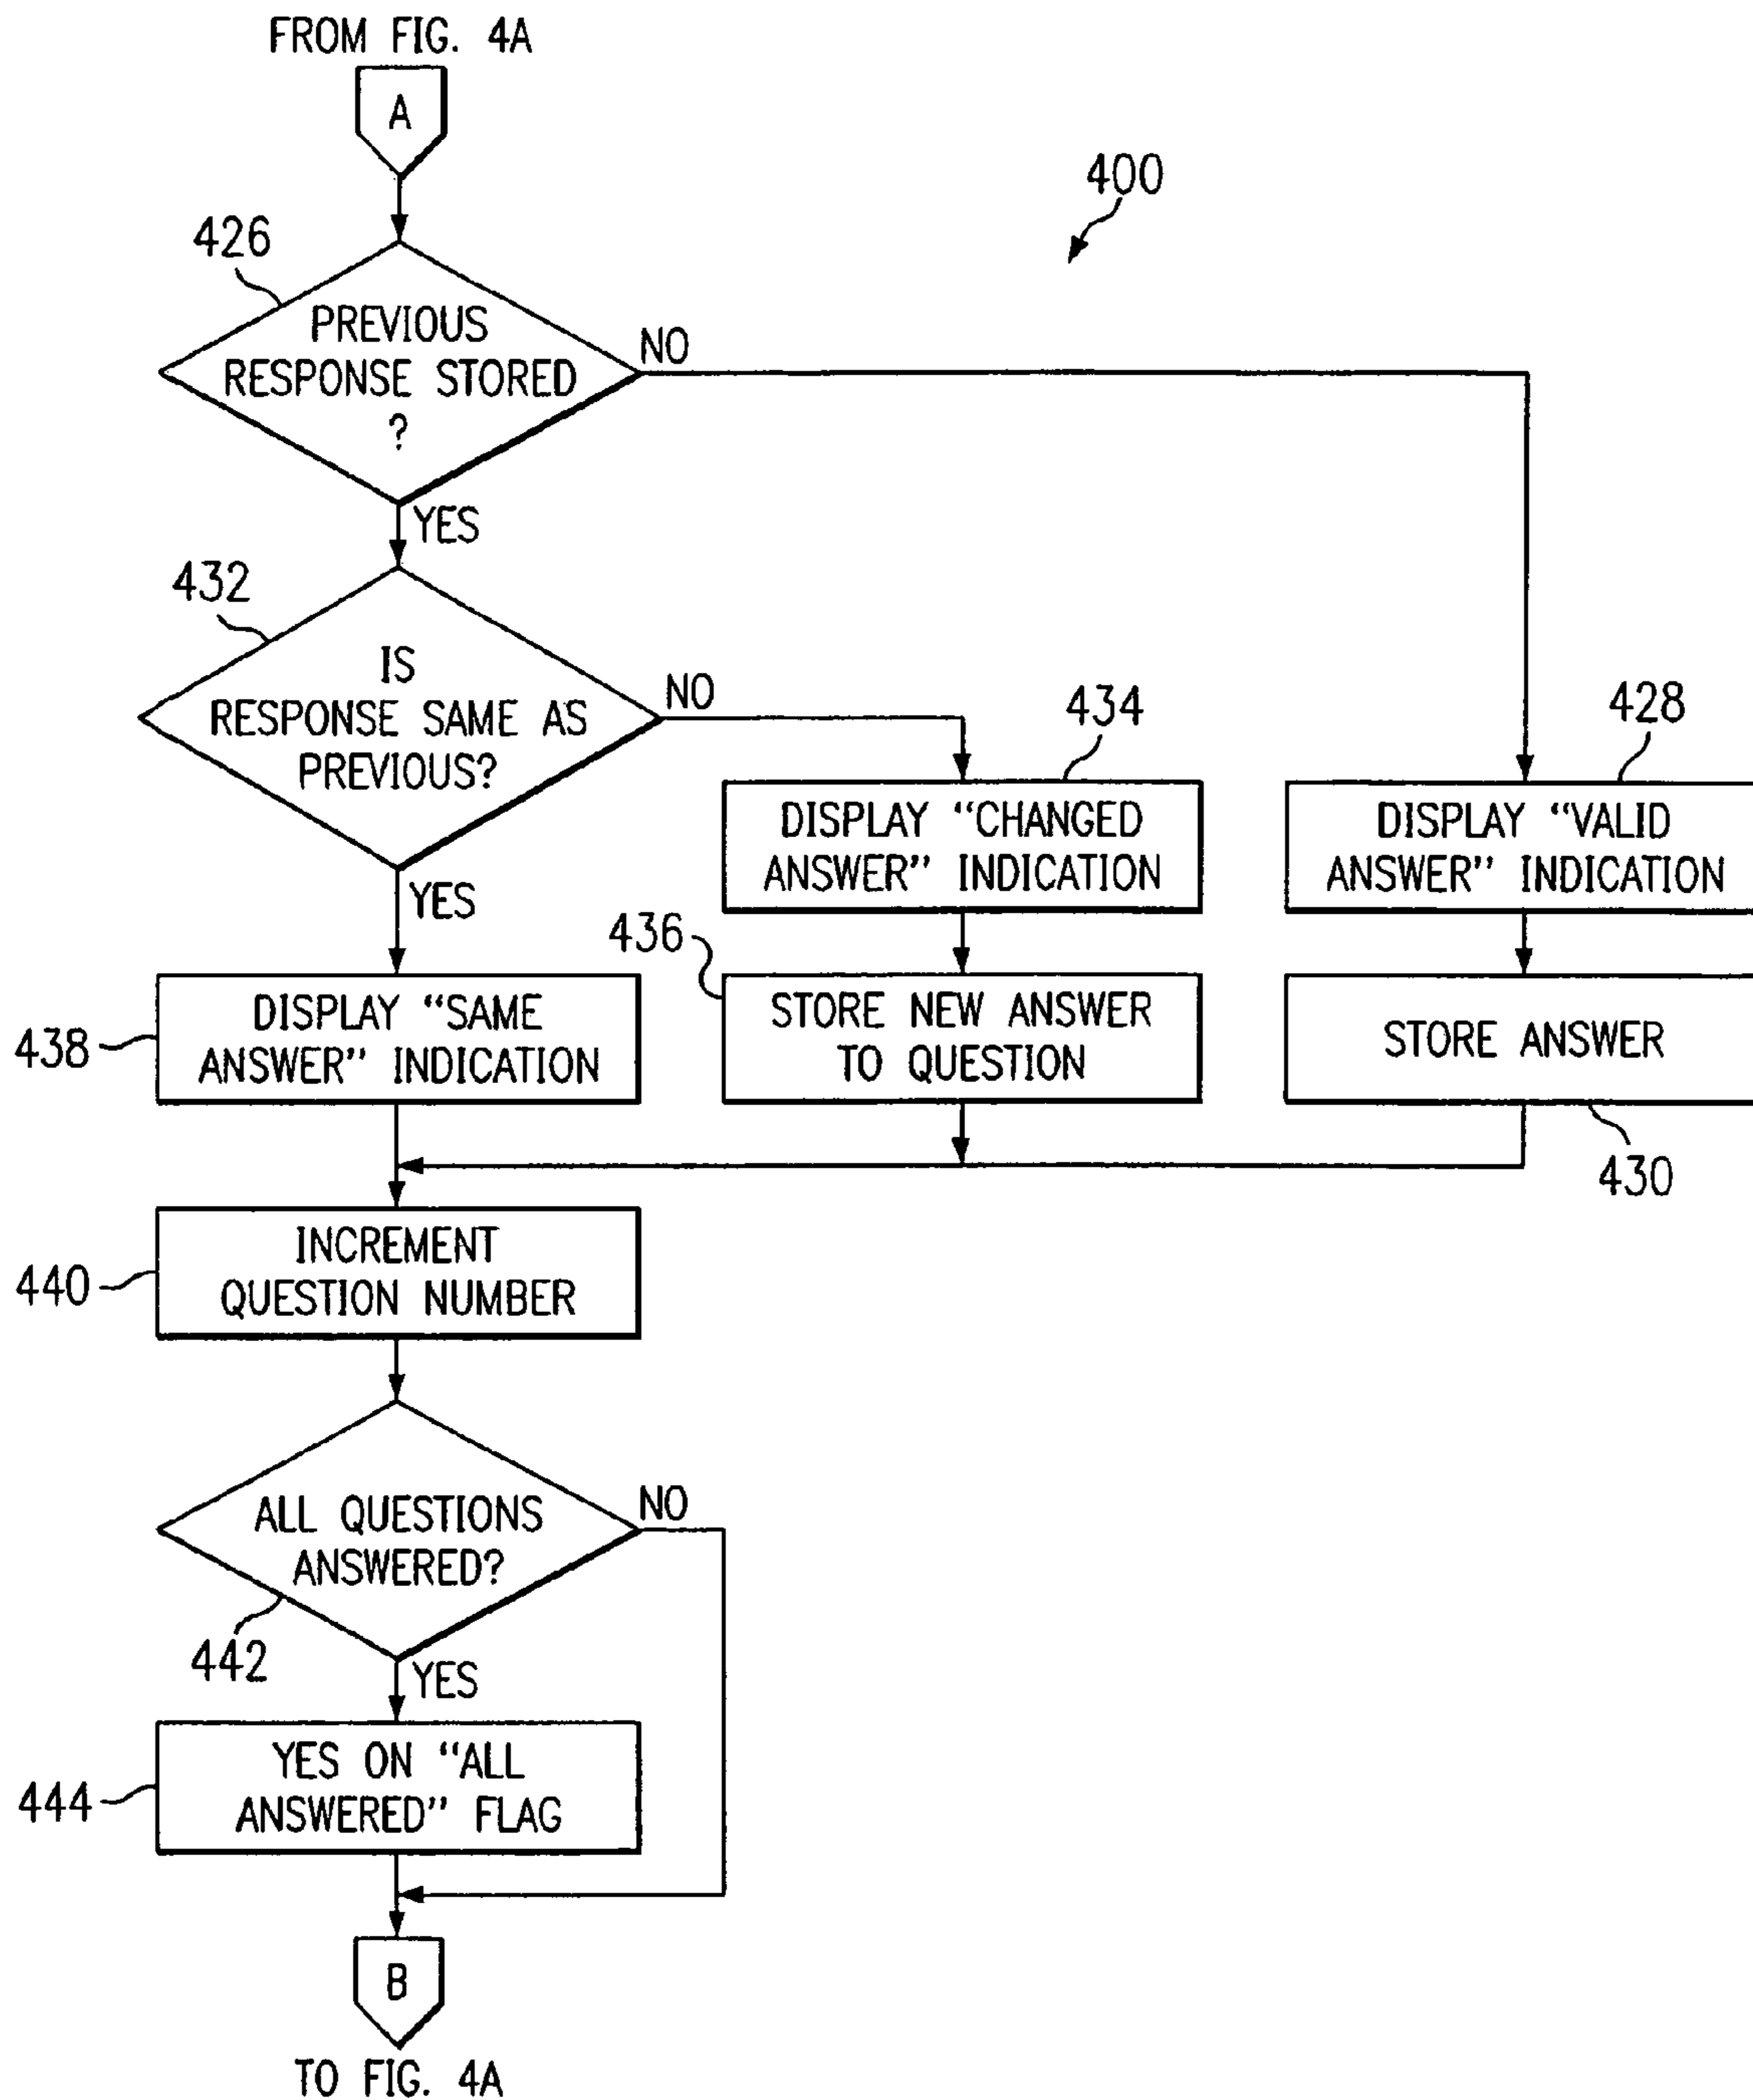 FROM FIG. 4A
A
400
426
PREVIOUS
RESPONSE STORED
?
NO
YES
432
IS
RESPONSE SAME AS
PREVIOUS?
NO
YES
434
DISPLAY “CHANGED
ANSWER” INDICATION
428
DISPLAY “VALID
ANSWER” INDICATION
436
STORE NEW ANSWER
TO QUESTION
STORE ANSWER
430
438
DISPLAY “SAME
ANSWER” INDICATION
440
INCREMENT
QUESTION NUMBER
ALL QUESTIONS
ANSWERED?
NO
442
YES
444
YES ON “ALL
ANSWERED” FLAG
B
TO FIG. 4A